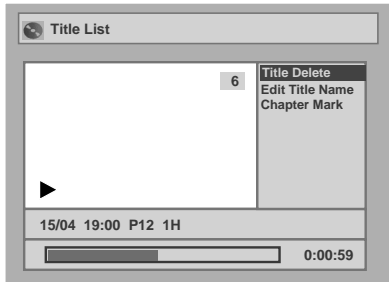 Title List
6
Title Delete
Edit Title Name
Chapter Mark
15/04 19:00 P12 1H
0:00:59